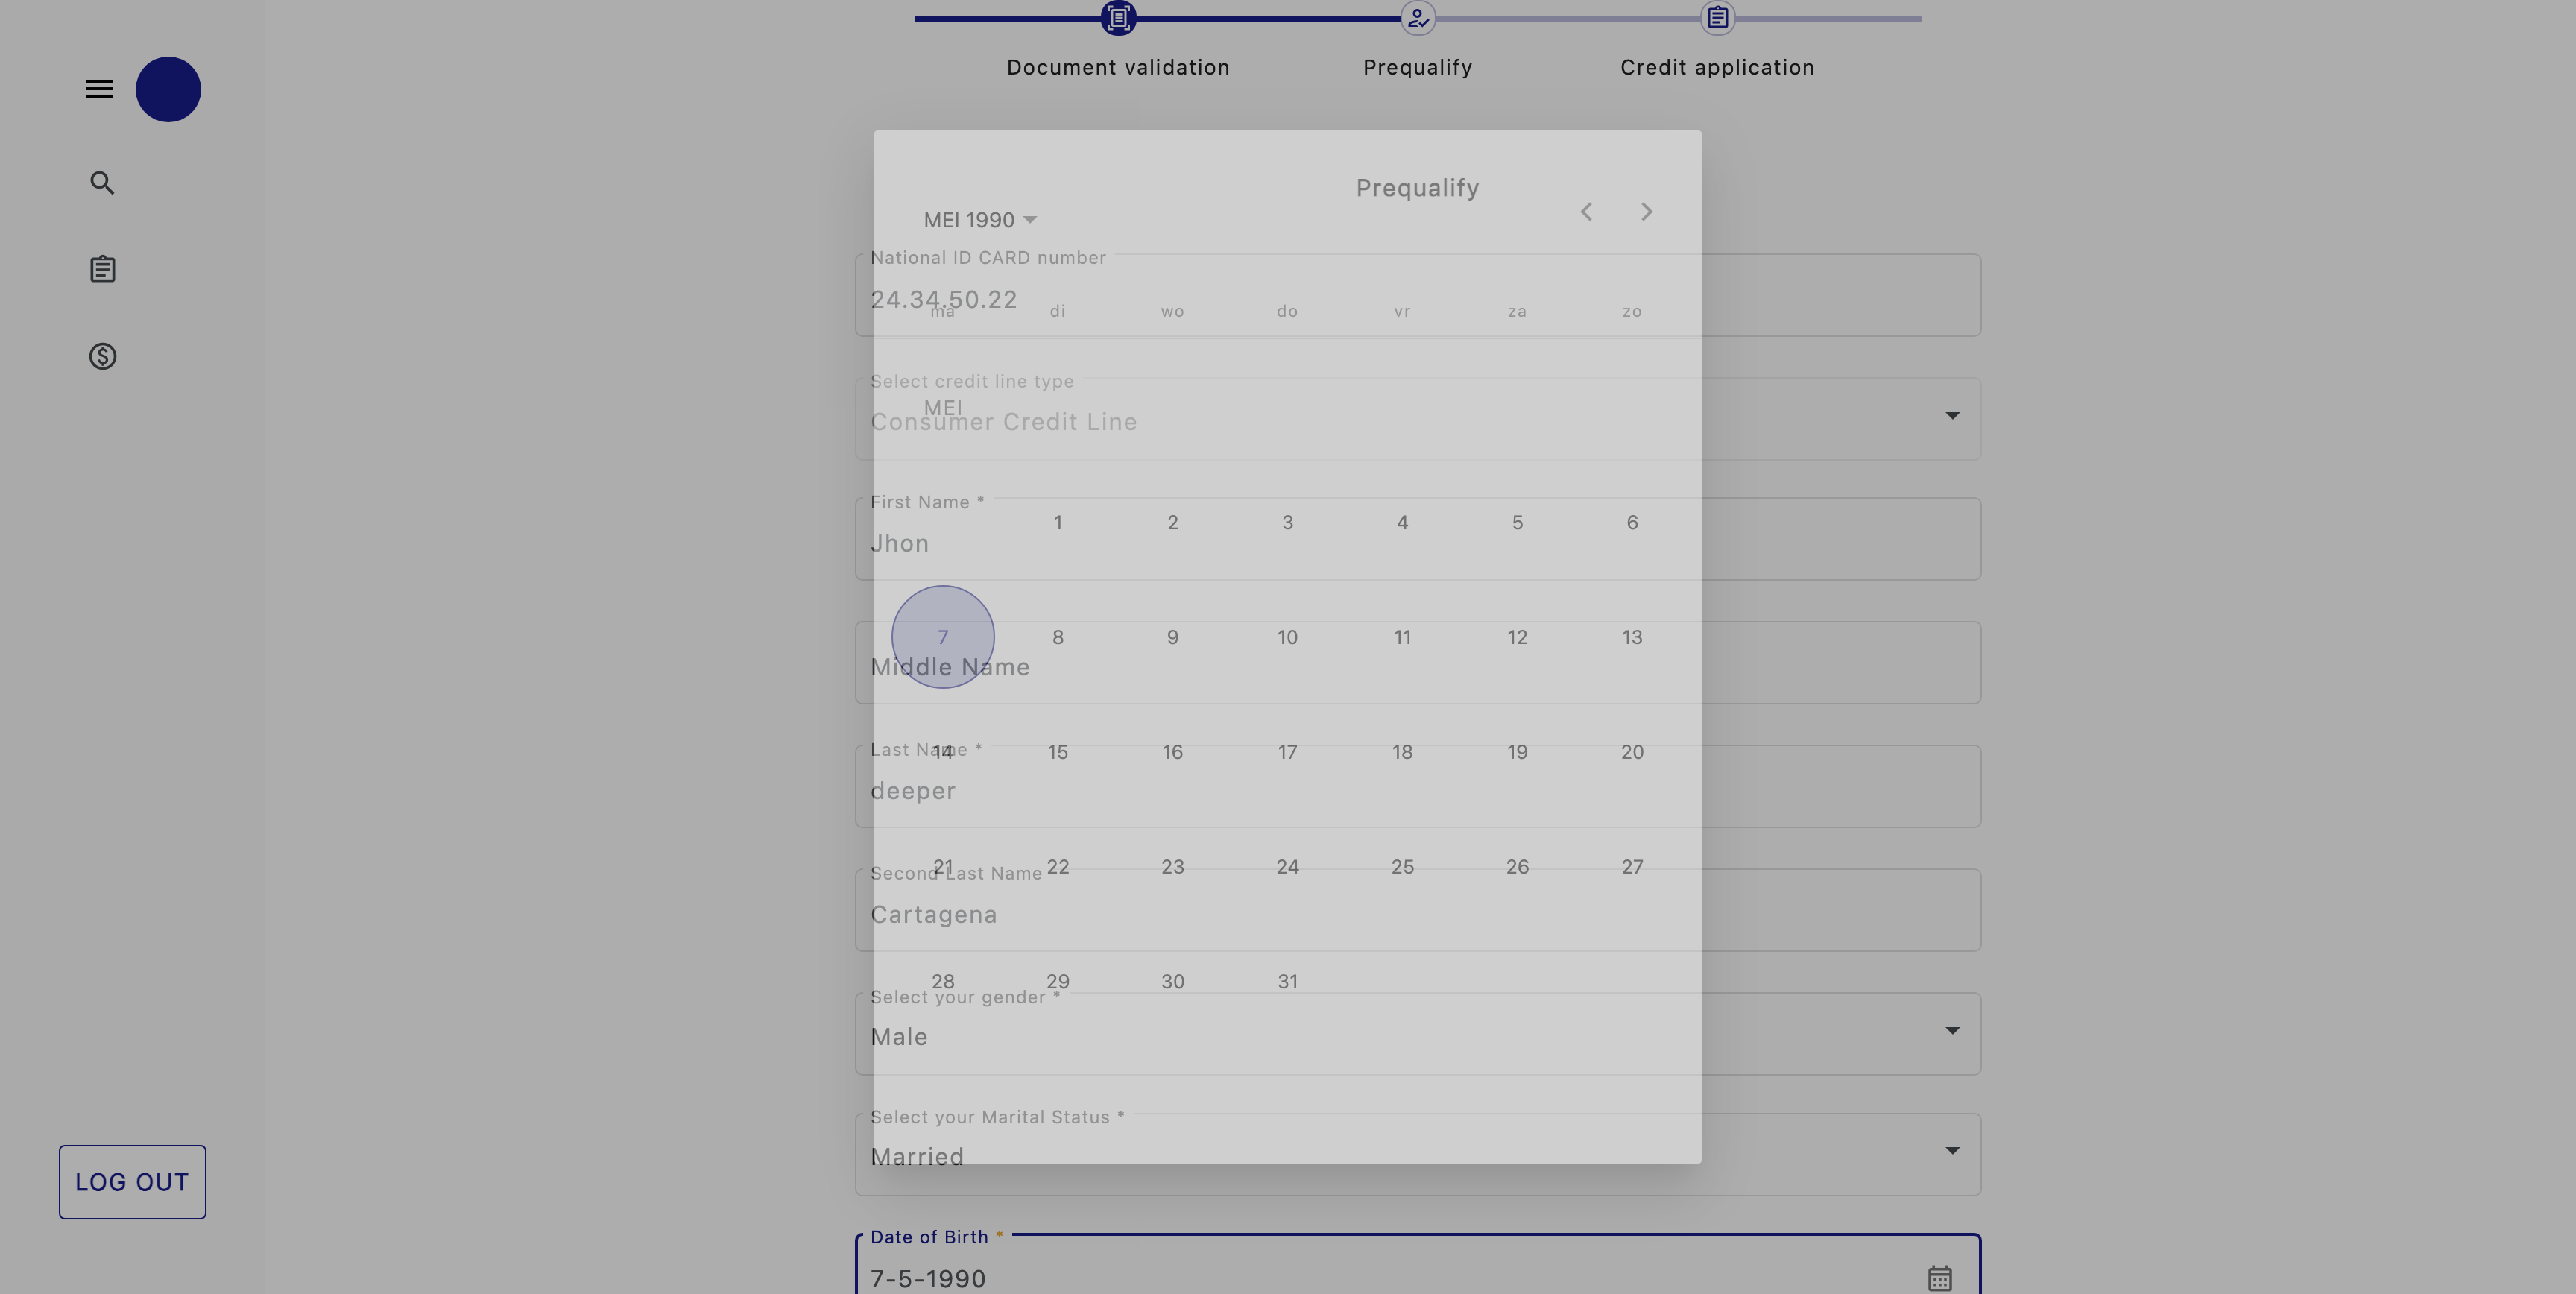 Document validation
Prequalify
Credit application
Prequalify
MEI 1990
National ID CARD number
24.34.50.22
ma di wo do vr za zo
Select credit line type
MEI
Consumer Credit Line
First Name *
1 2 3 4 5 6
Jhon
7 8 9 10 11 12 13
Middle Name
Last Name *
14 15 16 17 18 19 20
deeper
21 22 23 24 25 26 27
Second Last Name
Cartagena
28 29 30 31
Select your gender *
Male
Select your Marital Status *
Married
LOG OUT
Date of Birth *
7-5-1990